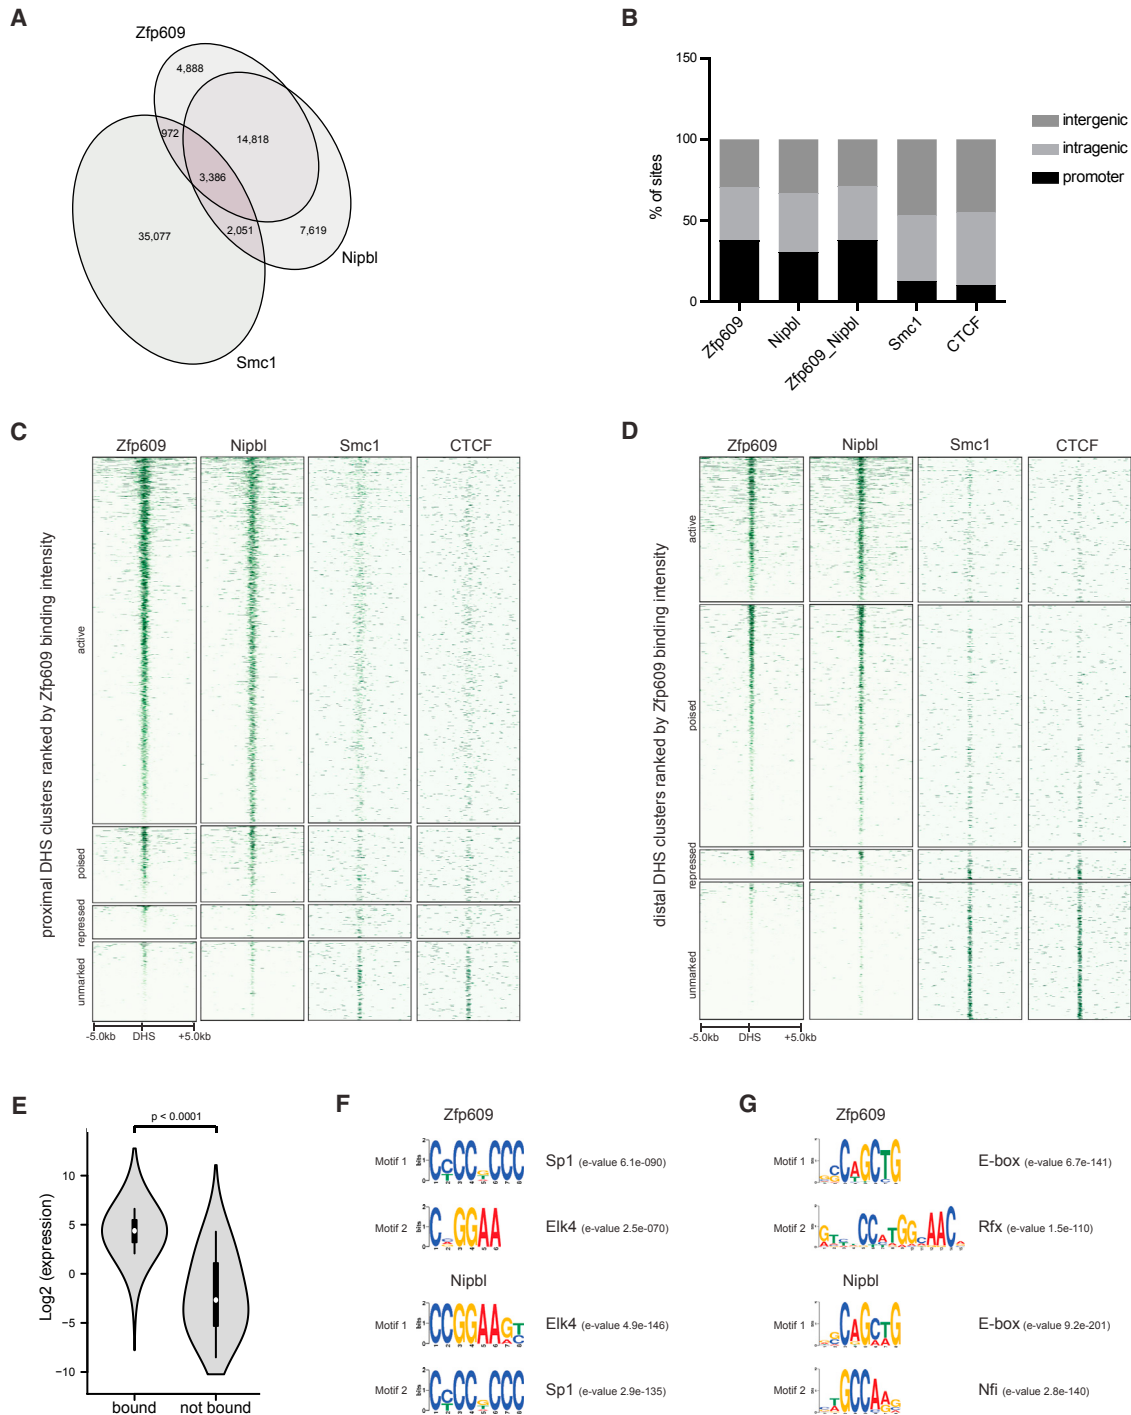 A
Zfp609
4,888
972
14,818
3,386
35,077
2,051
7,619
Nipbl
Smc1
B
150
100
50
0
% of sites
Zfp609
Nipbl
Zfp609_Nipbl
Smc1
CTCF
intergenic
intragenic
promoter
C
Zfp609 Nipbl Smc1 CTCF
proximal DHS clusters ranked by Zfp609 binding intensity
active
poised
repressed
unmarked
-5.0kb DHS +5.0kb
D
Zfp609 Nipbl Smc1 CTCF
distal DHS clusters ranked by Zfp609 binding intensity
active
poised
repressed
unmarked
-5.0kb DHS +5.0kb
E
p < 0.0001
Log2 (expression)
10
5
0
−5
−10
bound not bound
F
Zfp609
Motif 1 Sp1 (e-value 6.1e-090)
Motif 2 Elk4 (e-value 2.5e-070)
Nipbl
Motif 1 Elk4 (e-value 4.9e-146)
Motif 2 Sp1 (e-value 2.9e-135)
G
Zfp609
Motif 1 E-box (e-value 6.7e-141)
Motif 2 Rfx (e-value 1.5e-110)
Nipbl
Motif 1 E-box (e-value 9.2e-201)
Motif 2 Nfi (e-value 2.8e-140)